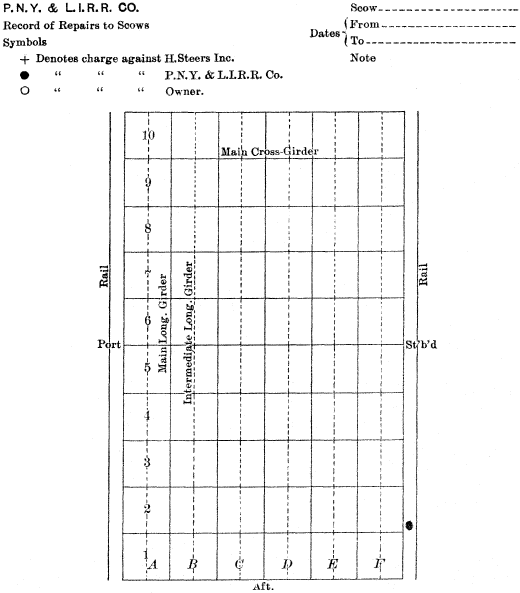 P.N.Y. & L.I.R.R. CO.
Record of Repairs to Scows
Symbols
+ Denotes charge against H.Steers Inc.
● “ “ “ P.N.Y. & L.I.R.R. Co.
○ “ “ “ Owner.
Scow
Dates { From
To
Note
10
Main Cross-Girder
9
8
7
6
5
4
3
2
1
A B C D E F
Main Long. Girder
Intermediate Long. Girder
Rail
Rail
Port
St'b'd
Aft.